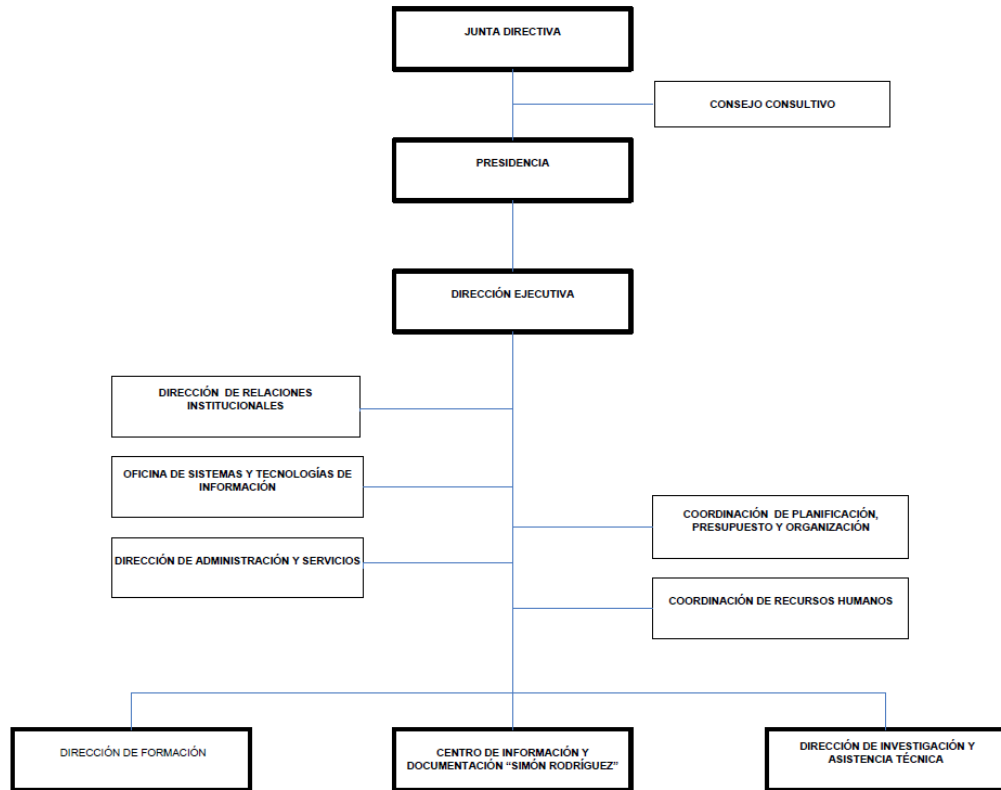 JUNTA DIRECTIVA
CONSEJO CONSULTIVO
PRESIDENCIA
DIRECCIÓN EJECUTIVA
DIRECCIÓN DE RELACIONES
INSTITUCIONALES
OFICINA DE SISTEMAS Y TECNOLOGÍAS DE
INFORMACIÓN
COORDINACIÓN DE PLANIFICACIÓN,
PRESUPUESTO Y ORGANIZACIÓN
DIRECCIÓN DE ADMINISTRACIÓN Y SERVICIOS
COORDINACIÓN DE RECURSOS HUMANOS
DIRECCIÓN DE FORMACIÓN
CENTRO DE INFORMACIÓN Y
DOCUMENTACIÓN “SIMÓN RODRÍGUEZ”
DIRECCIÓN DE INVESTIGACIÓN Y
ASISTENCIA TÉCNICA